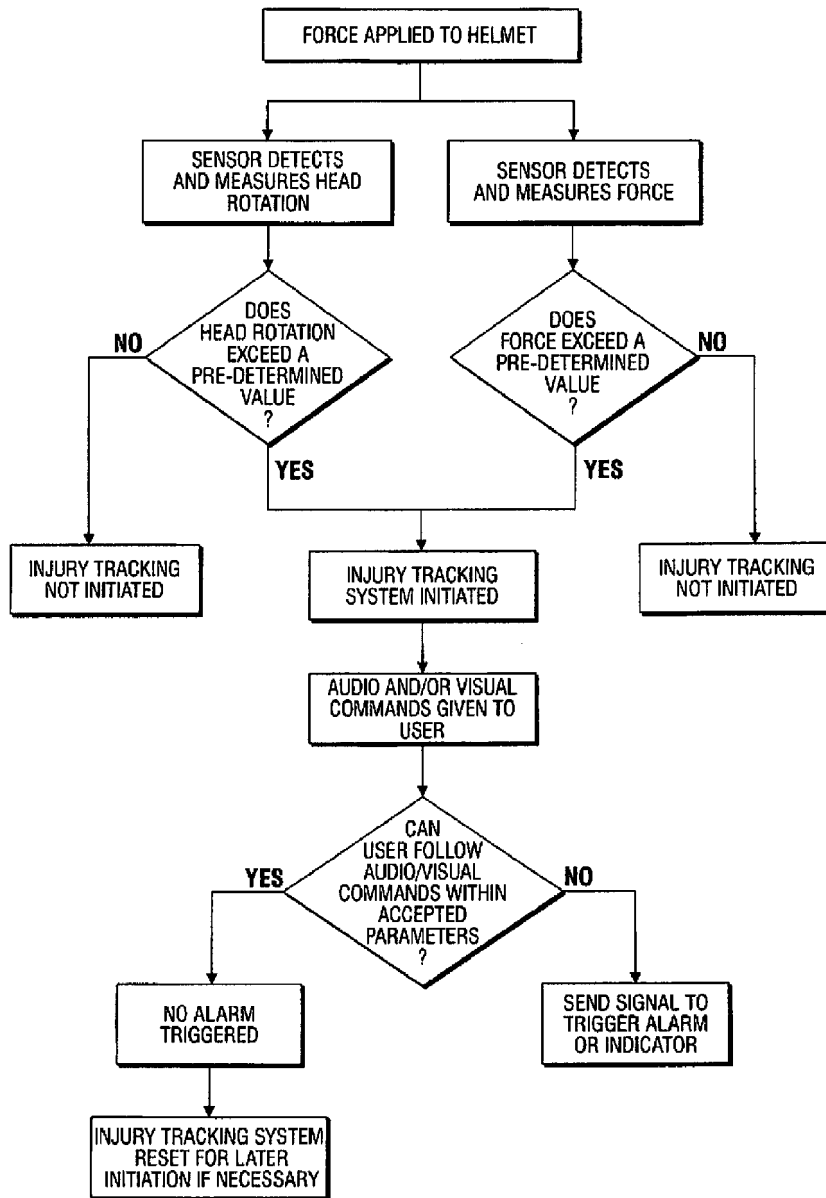 FORCE APPLIED TO HELMET
SENSOR DETECTS
AND MEASURES HEAD
ROTATION
SENSOR DETECTS
AND MEASURES FORCE
DOES
HEAD ROTATION
EXCEED A
PRE-DETERMINED
VALUE
?
NO
YES
DOES
FORCE EXCEED A
PRE-DETERMINED
VALUE
?
NO
YES
INJURY TRACKING
NOT INITIATED
INJURY TRACKING
SYSTEM INITIATED
INJURY TRACKING
NOT INITIATED
AUDIO AND/OR VISUAL
COMMANDS GIVEN TO
USER
CAN
USER FOLLOW
AUDIO/VISUAL
COMMANDS WITHIN
ACCEPTED
PARAMETERS
?
YES
NO
NO ALARM
TRIGGERED
SEND SIGNAL TO
TRIGGER ALARM
OR INDICATOR
INJURY TRACKING SYSTEM
RESET FOR LATER
INITIATION IF NECESSARY